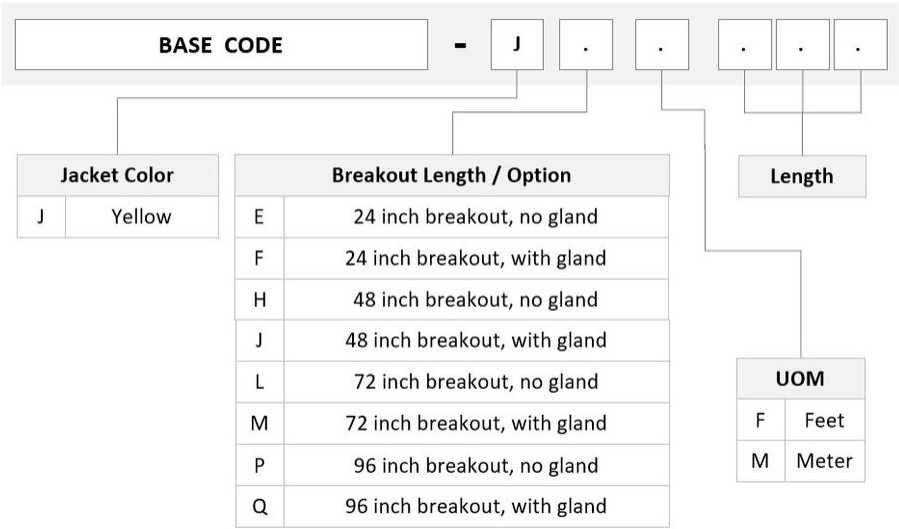 BASE CODE - J . . . . .
Jacket Color
J Yellow
Breakout Length / Option
E 24 inch breakout, no gland
F 24 inch breakout, with gland
H 48 inch breakout, no gland
J 48 inch breakout, with gland
L 72 inch breakout, no gland
M 72 inch breakout, with gland
P 96 inch breakout, no gland
Q 96 inch breakout, with gland
Length
UOM
F Feet
M Meter